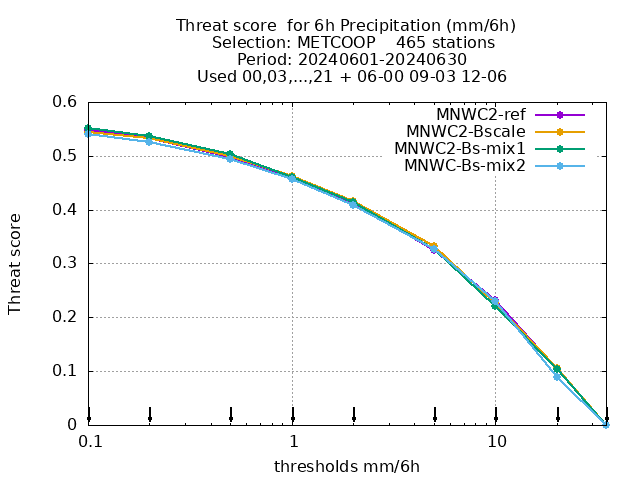 Threat score  for 6h Precipitation (mm/6h)
Selection: METCOOP    465 stations
Period: 20240601-20240630
Used 00,03,...,21 + 06-00 09-03 12-06
MNWC2-ref
MNWC2-Bscale
MNWC2-Bs-mix1
MNWC-Bs-mix2
Threat score
0.6
0.5
0.4
0.3
0.2
0.1
0
0.1 1 10
thresholds mm/6h